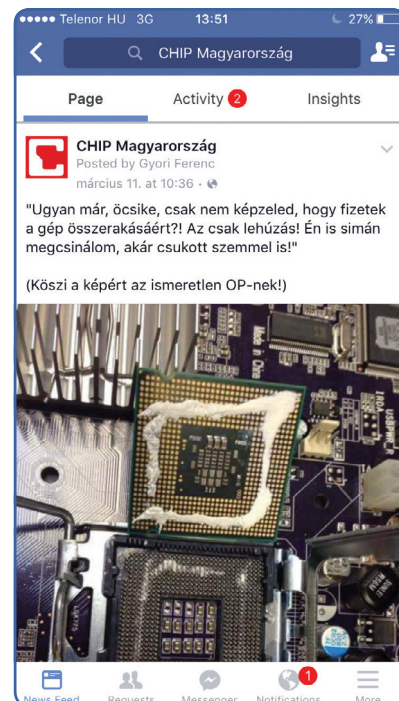 Telenor HU 3G 13:51 27%
CHIP Magyarország
Page Activity 2 Insights
CHIP Magyarország
Posted by Gyori Ferenc
március 11. at 10:36 ·
"Ugyan már, öcsike, csak nem képzeled, hogy fizetek
a gép összerakásáért?! Az csak lehúzás! Én is simán
megcsinálom, akár csukott szemmel is!"
(Köszi a képért az ismeretlen OP-nek!)
Made in China
1
News Feed Requests Messenger Notifications More